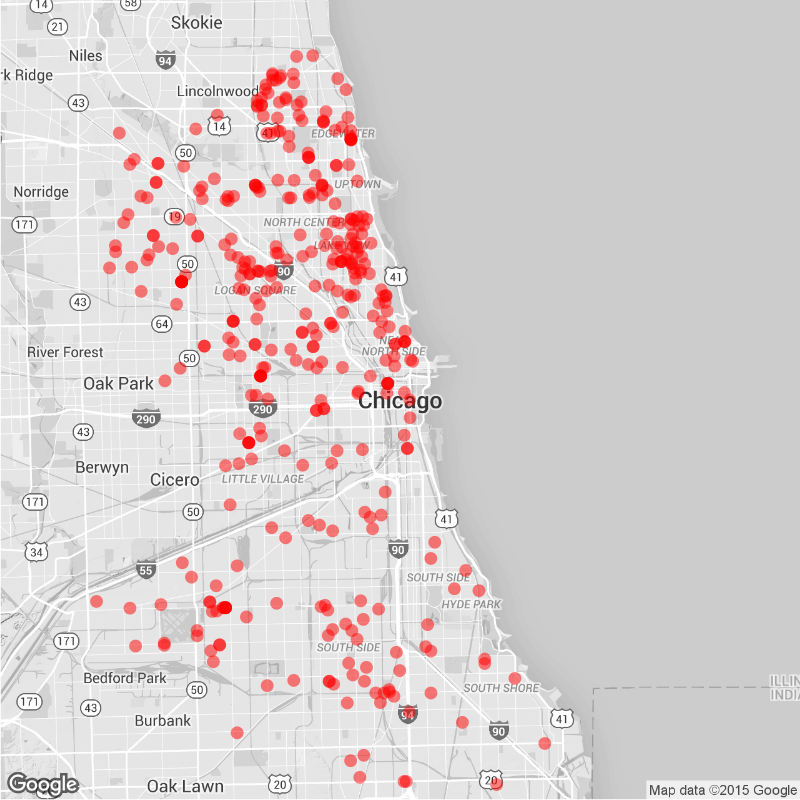 14
58
Skokie
21
Niles
94
rk Ridge
Lincolnwood
43
14
41
EDGEWATER
50
Norridge
UPTOWN
171
19
NORTH CENTER
LAKEVIEW
50
90
41
LOGAN SQUARE
43
64
NEAR
NORTH SIDE
River Forest
50
Oak Park
Chicago
290
290
43
Berwyn
Cicero
LITTLE VILLAGE
171
50
41
34
90
55
SOUTH SIDE
HYDE PARK
171
SOUTH SIDE
Bedford Park
50
SOUTH SHORE
ILLIN
INDIA
171
43
94
41
Burbank
90
Google
Oak Lawn
20
20
Map data ©2015 Google